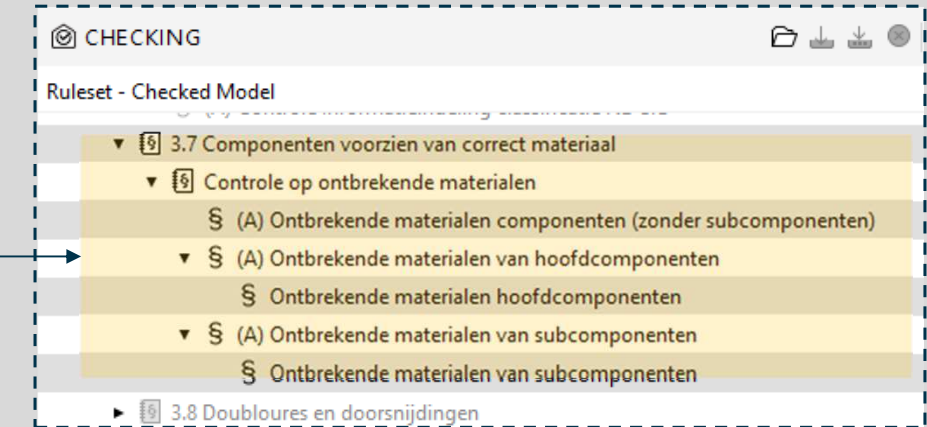 CHECKING
Ruleset - Checked Model
3.7 Componenten voorzien van correct materiaal
Controle op ontbrekende materialen
§ (A) Ontbrekende materialen componenten (zonder subcomponenten)
§ (A) Ontbrekende materialen van hoofdcomponenten
§ Ontbrekende materialen hoofdcomponenten
§ (A) Ontbrekende materialen van subcomponenten
§ Ontbrekende materialen van subcomponenten
3.8 Doubloures en doorsnijdingen